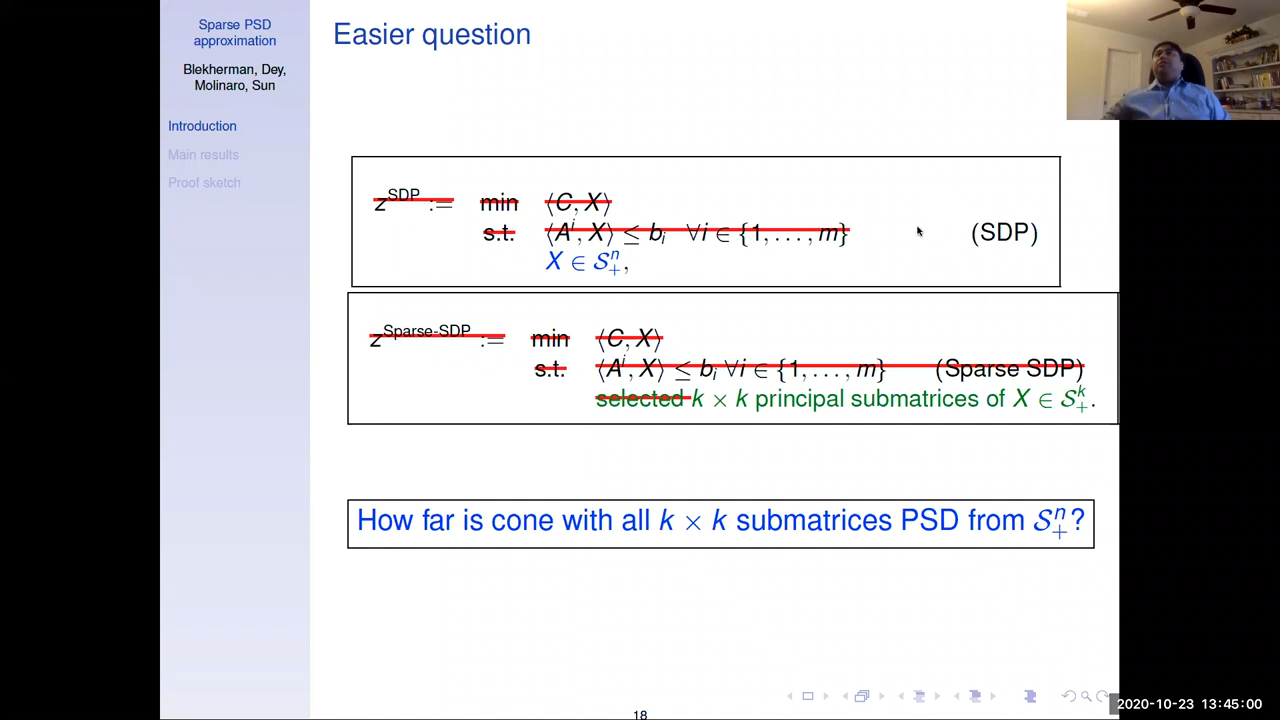 Sparse PSD
approximation
Blekherman, Dey,
Molinaro, Sun
Introduction
Main results
Proof sketch
Easier question
z^SDP := min ⟨C, X⟩
s.t. ⟨A^i, X⟩ ≤ b_i ∀i ∈ {1, . . . , m} (SDP)
X ∈ 𝒮^n_+,
z^Sparse-SDP := min ⟨C, X⟩
s.t. ⟨A^i, X⟩ ≤ b_i ∀i ∈ {1, . . . , m} (Sparse SDP)
selected k × k principal submatrices of X ∈ 𝒮^k_+.
How far is cone with all k × k submatrices PSD from 𝒮^n_+?
18
2020-10-23 13:45:00